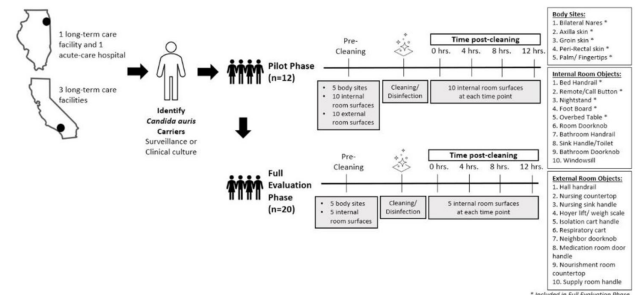 1 long-term care
facility and 1
acute-care hospital
3 long-term care
facilities
Identify
Candida auris
Carriers
Surveillance or
Clinical culture
Pilot Phase
(n=12)
Pre-
Cleaning
Time post-cleaning
0 hrs. 4 hrs. 8 hrs. 12 hrs.
• 5 body sites
• 10 internal
room surfaces
• 10 external
room surfaces
Cleaning/
Disinfection
10 internal room surfaces
at each time point
Full
Evaluation
Phase
(n=20)
Pre-
Cleaning
Time post-cleaning
0 hrs. 4 hrs. 8 hrs. 12 hrs.
• 5 body sites
• 5 internal
room surfaces
Cleaning/
Disinfection
5 internal room surfaces
at each time point
Body Sites:
1. Bilateral Nares *
2. Axilla skin *
3. Groin skin *
4. Peri-Rectal skin *
5. Palm/ Fingertips *
Internal Room Objects:
1. Bed Handrail *
2. Remote/Call Button *
3. Nightstand *
4. Foot Board *
5. Overbed Table *
6. Room Doorknob
7. Bathroom Handrail
8. Sink Handle/Toilet
9. Bathroom Doorknob
10. Windowsill
External Room Objects:
1. Hall handrail
2. Nursing countertop
3. Nursing sink handle
4. Hoyer lift/ weigh scale
5. Isolation cart handle
6. Respiratory cart
7. Neighbor doorknob
8. Medication room door
handle
9. Nourishment room
countertop
10. Supply room handle
* Included in Full Evaluation Phase